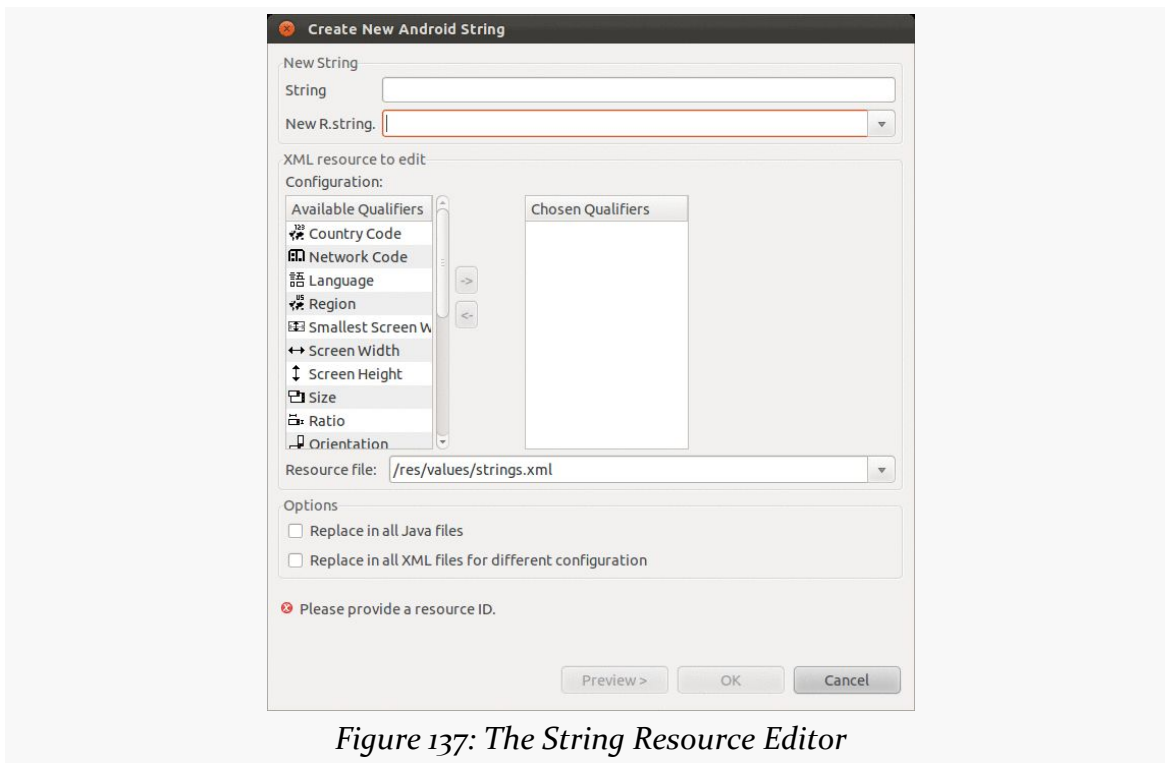 Create New Android String
New String
String
New R.string.
XML resource to edit
Configuration:
Available Qualifiers
Chosen Qualifiers
Country Code
Network Code
Language
Region
Smallest Screen W
Screen Width
Screen Height
Size
Ratio
Orientation
->
<-
Resource file: /res/values/strings.xml
Options
Replace in all Java files
Replace in all XML files for different configuration
Please provide a resource ID.
Preview > OK Cancel
Figure 137: The String Resource Editor